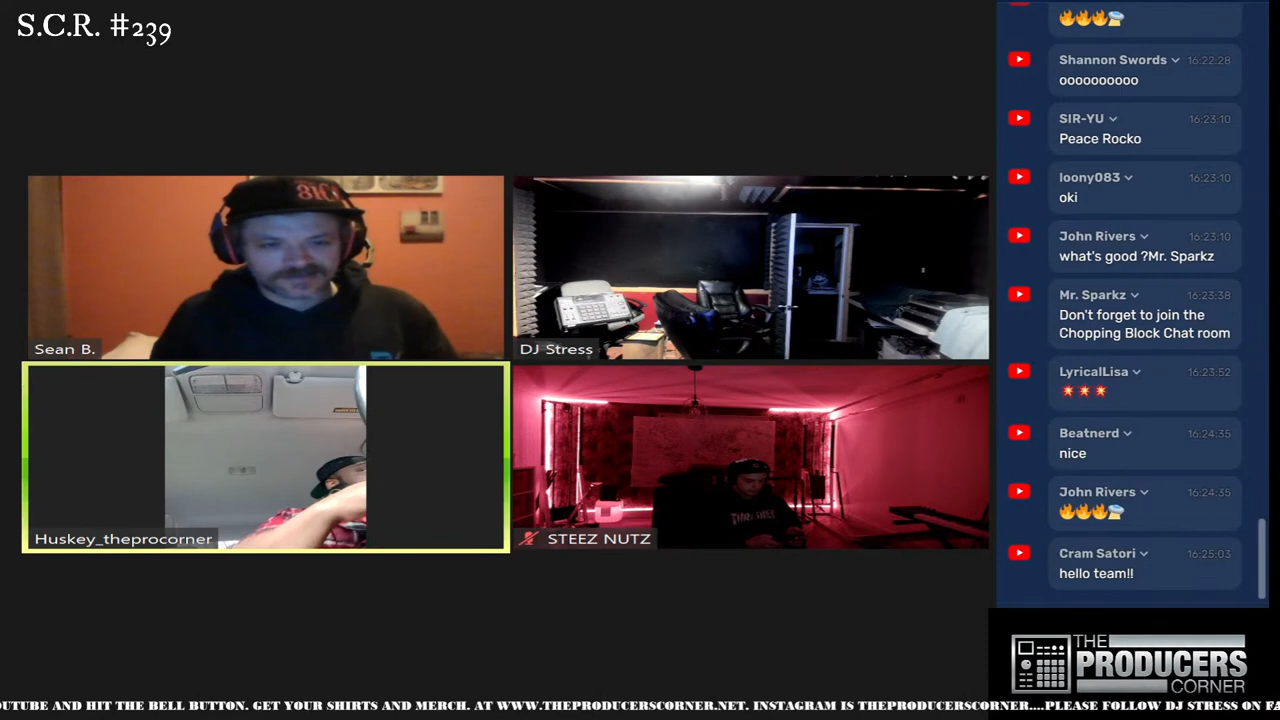 S.C.R. #239
Sean B.
DJ Stress
Huskey_theprocorner
STEEZ NUTZ
🔥🔥🔥
Shannon Swords 16:22:28
oooooooooo
SIR-YU 16:23:10
Peace Rocko
loony083 16:23:10
oki
John Rivers 16:23:10
what's good ?Mr. Sparkz
Mr. Sparkz 16:23:38
Don't forget to join the
Chopping Block Chat room
LyricalLisa 16:23:52
💥💥💥
Beatnerd 16:24:35
nice
John Rivers 16:24:35
🔥🔥🔥
Cram Satori 16:25:03
hello team!!
THE
PRODUCERS
CORNER
OUTUBE AND HIT THE BELL BUTTON. GET YOUR SHIRTS AND MERCH. AT WWW.THEPRODUCERSCORNER.NET. INSTAGRAM IS THEPRODUCERSCORNER....PLEASE FOLLOW DJ STRESS ON FA